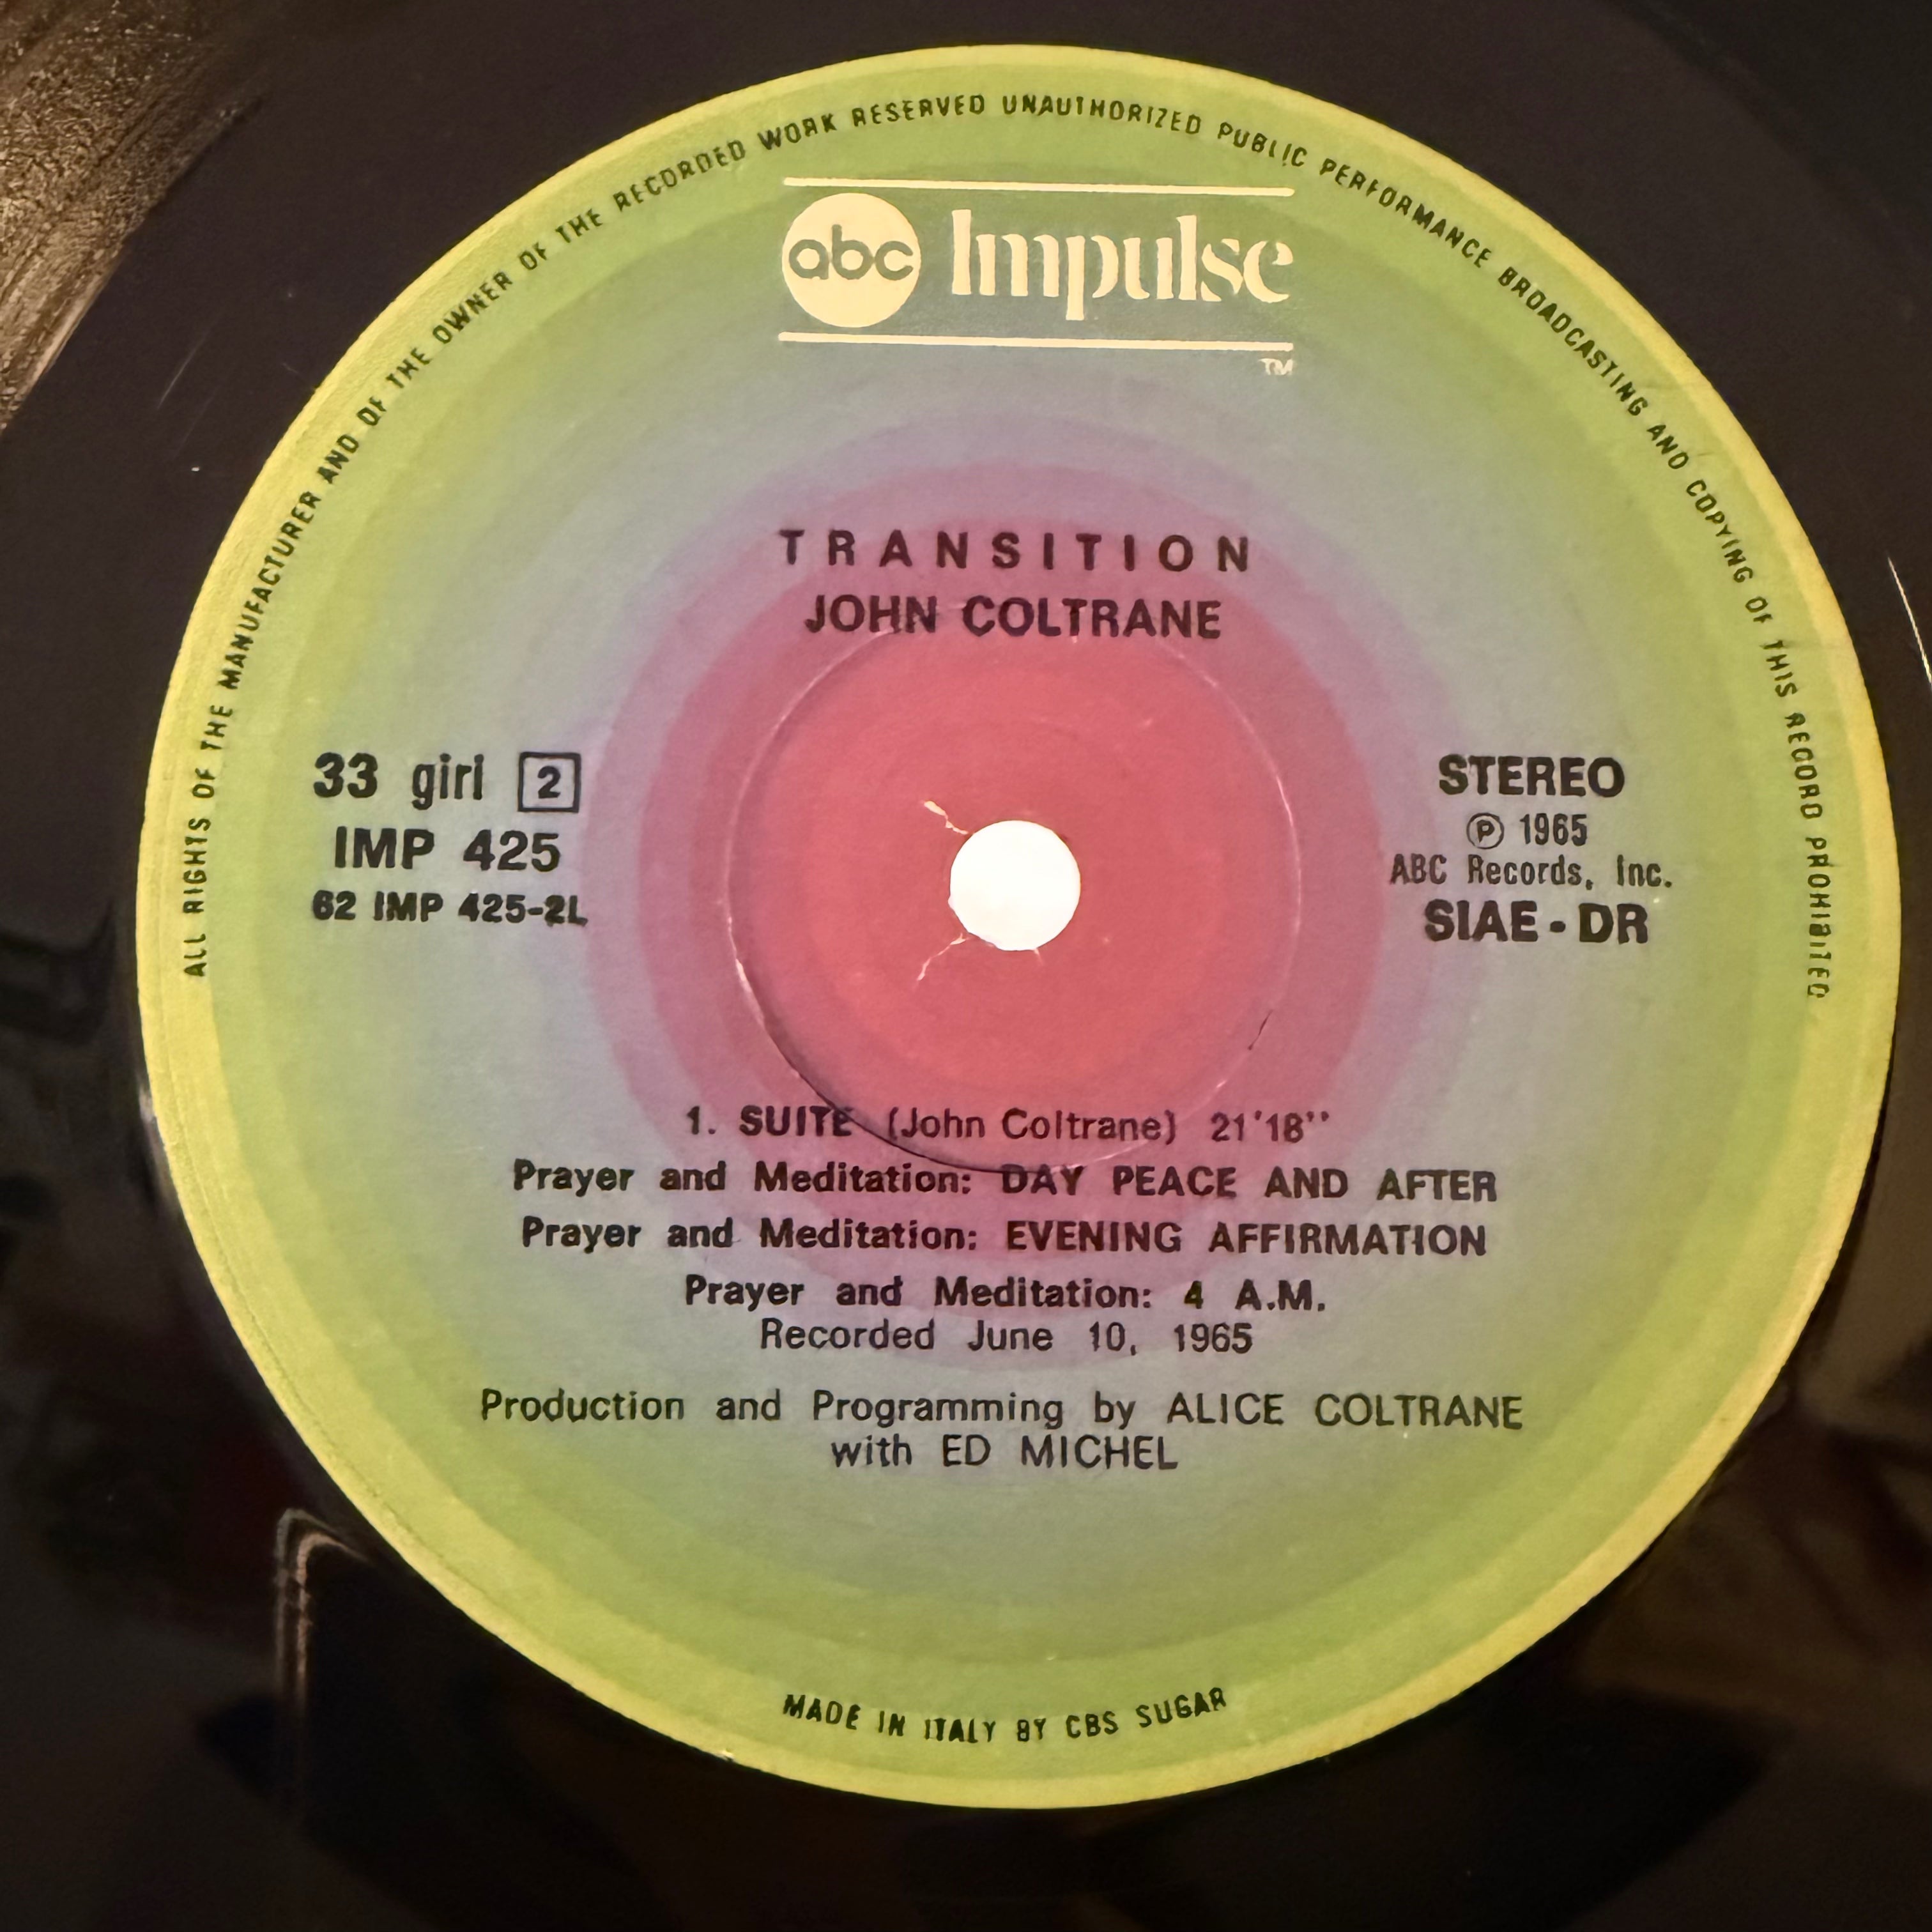 ALL RIGHTS OF THE MANUFACTURER AND OF THE OWNER OF THE RECORDED WORK RESERVED UNAUTHORIZED PUBLIC PERFORMANCE BROADCASTING AND COPYING OF THIS RECORD PROHIBITED
abc Impulse
TM
TRANSITION
JOHN COLTRANE
33 giri 2
IMP 425
62 IMP 425-2L
STEREO
℗ 1965
ABC Records, Inc.
SIAE - DR
1. SUITE (John Coltrane) 21'18''
Prayer and Meditation: DAY PEACE AND AFTER
Prayer and Meditation: EVENING AFFIRMATION
Prayer and Meditation: 4 A.M.
Recorded June 10, 1965
Production and Programming by ALICE COLTRANE
with ED MICHEL
MADE IN ITALY BY CBS SUGAR